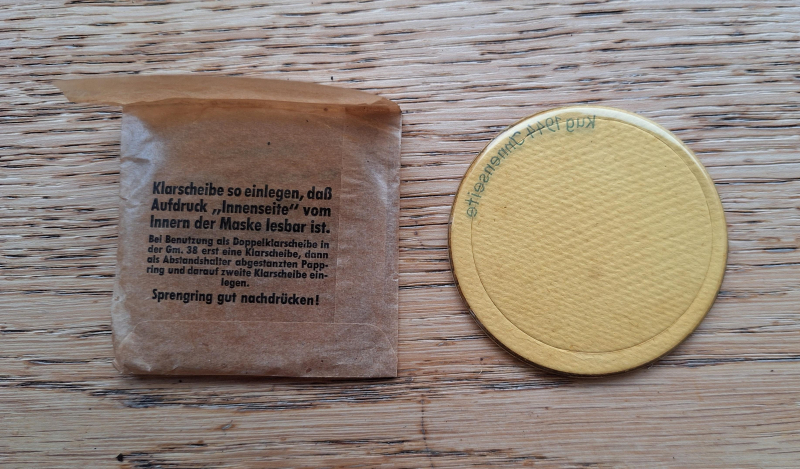 Klarscheibe so einlegen, daß
Aufdruck „Innenseite“ vom
Innern der Maske lesbar ist.
Bei Benutzung als Doppelklarscheibe in
der Gm. 38 erst eine Klarscheibe, dann
als Abstandshalter abgestanzten Papp-
ring und darauf zweite Klarscheibe ein-
legen.
Sprengring gut nachdrücken!
Kug 1944 Innenseite